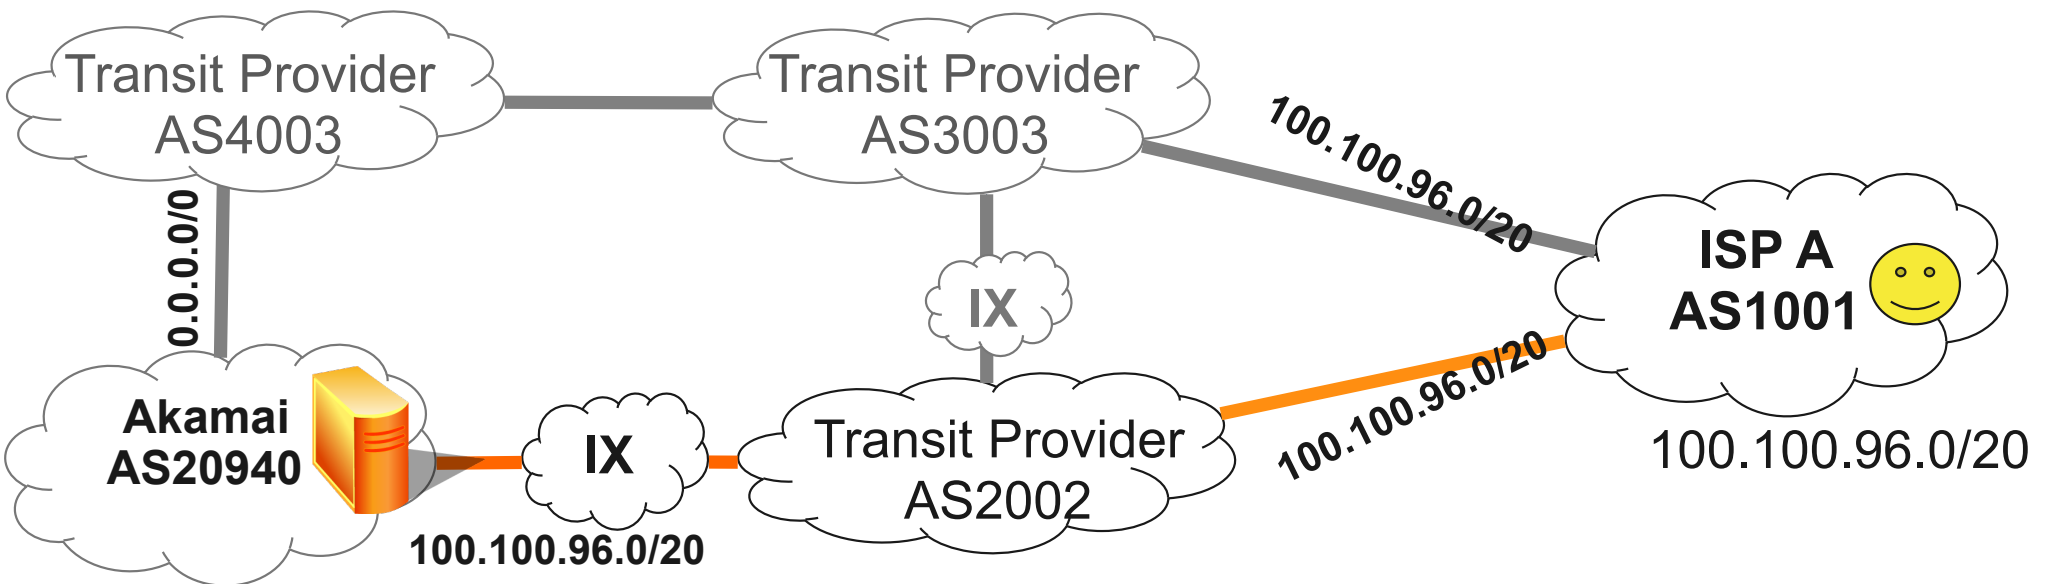 Transit Provider
AS4003
Transit Provider
AS3003
100.100.96.0/20
0.0.0.0/0
IX
ISP A
AS1001
100.100.96.0/20
Akamai
AS20940
IX
100.100.96.0/20
Transit Provider
AS2002
100.100.96.0/20